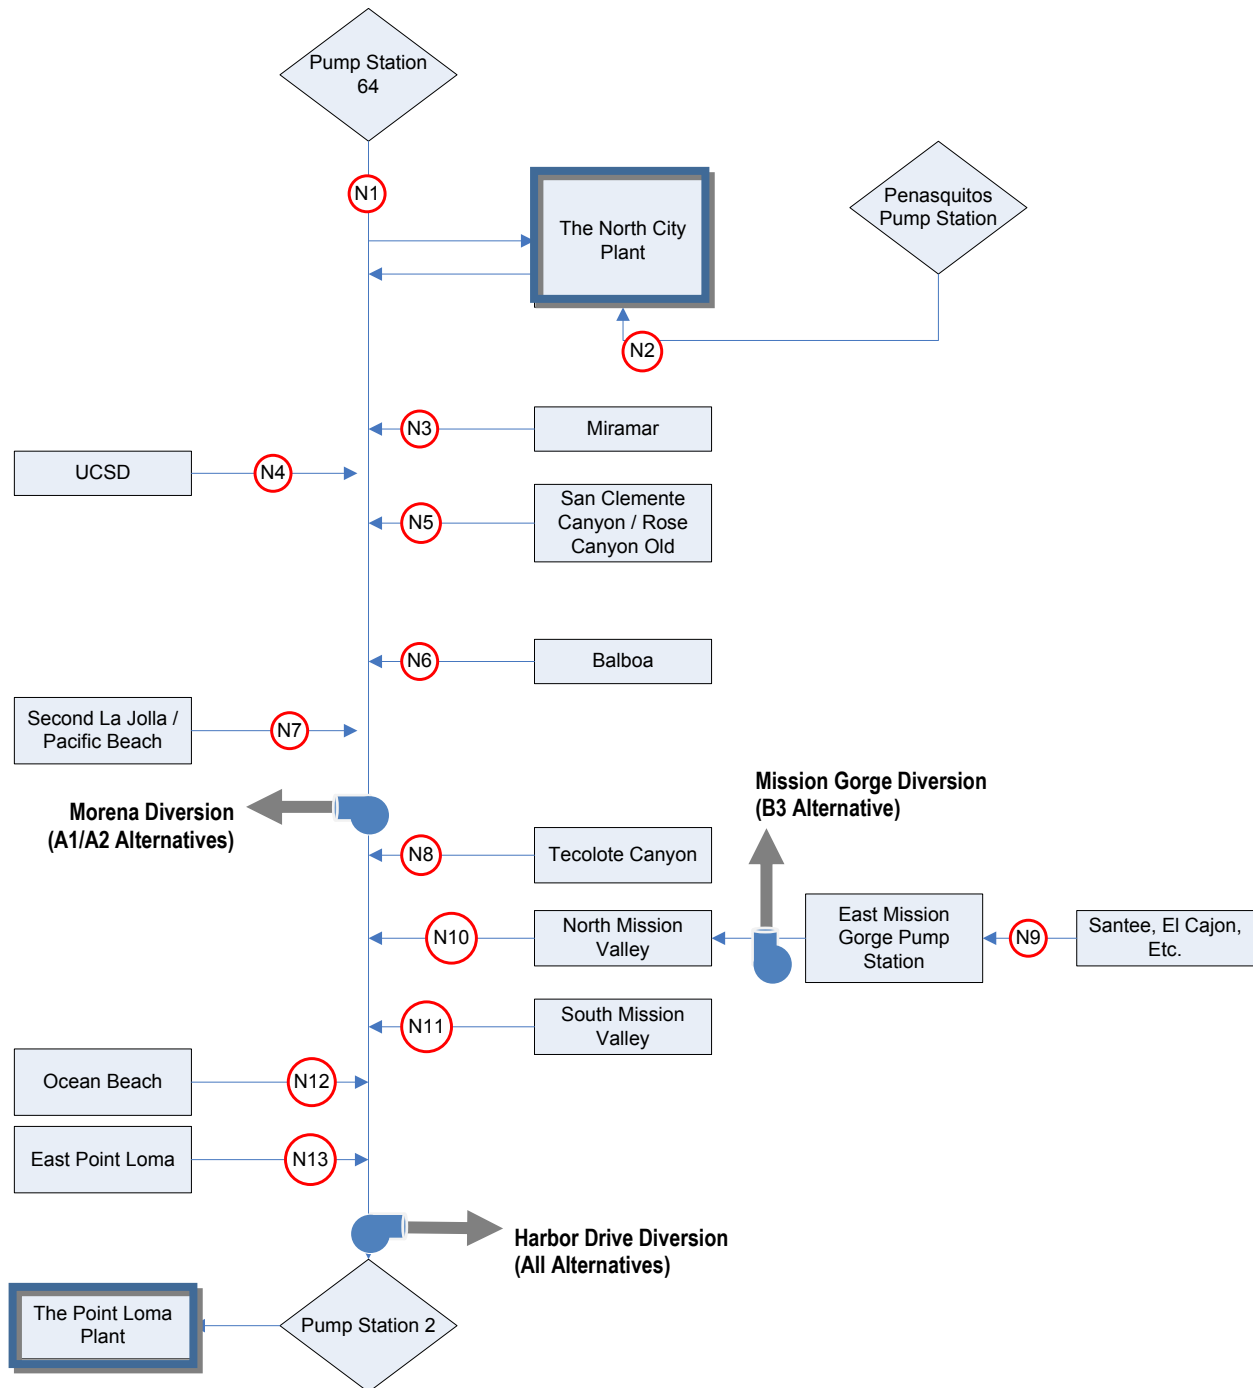 Pump Station
64
N1
The North City
Plant
Penasquitos
Pump Station
N2
N3
Miramar
UCSD
N4
San Clemente
Canyon / Rose
Canyon Old
N5
N6
Balboa
Second La Jolla /
Pacific Beach
N7
Mission Gorge Diversion
(B3 Alternative)
Morena Diversion
(A1/A2 Alternatives)
N8
Tecolote Canyon
N10
North Mission
Valley
East Mission
Gorge Pump
Station
N9
Santee, El Cajon,
Etc.
N11
South Mission
Valley
Ocean Beach
N12
East Point Loma
N13
Harbor Drive Diversion
(All Alternatives)
The Point Loma
Plant
Pump Station 2